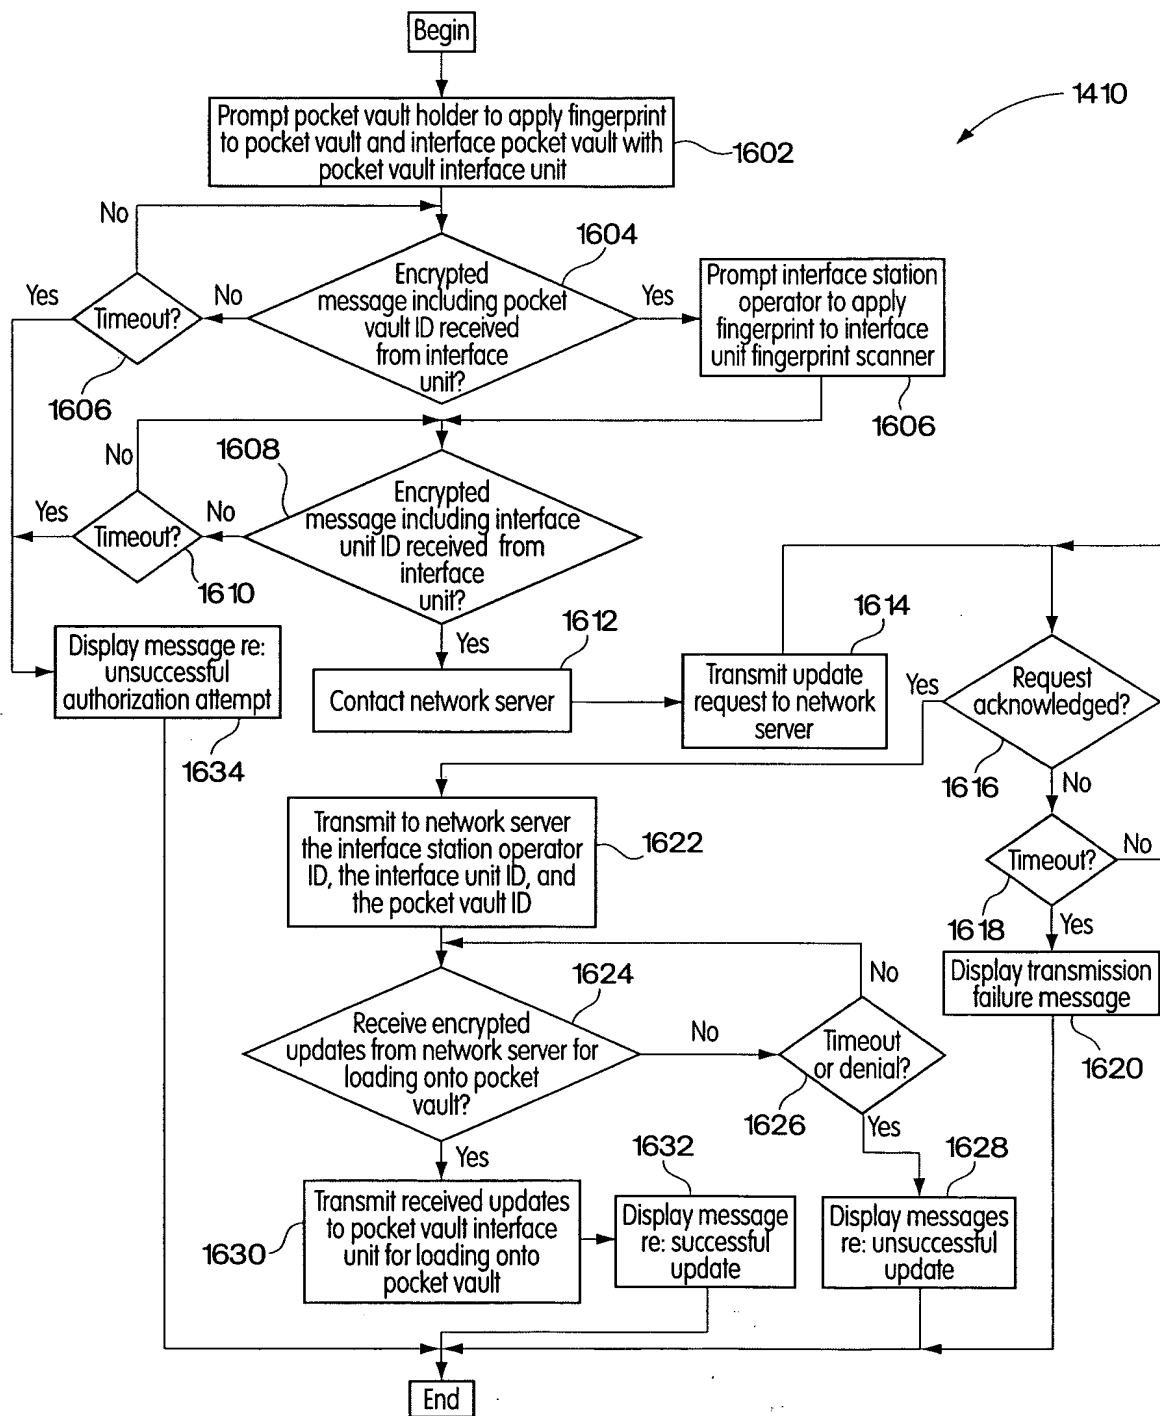 Begin
1410
Prompt pocket vault holder to apply fingerprint
to pocket vault and interface pocket vault with
pocket vault interface unit
1602
No
1604
Encrypted
message including pocket
vault ID received
from interface
unit?
Yes
No
Timeout?
Yes
1606
Prompt interface station
operator to apply
fingerprint to interface
unit fingerprint scanner
1606
No
1608
Encrypted
message including interface
unit ID received from
interface
unit?
Yes
Timeout?
No
1610
Yes
1612
1614
Display message re:
unsuccessful
authorization attempt
1634
Contact network server
Transmit update
request to network
server
Yes
Request
acknowledged?
1616
No
Transmit to network server
the interface station operator
ID, the interface unit ID, and
the pocket vault ID
1622
Timeout?
No
1618
Yes
Display transmission
failure message
1620
1624
Receive encrypted
updates from network server for
loading onto pocket
vault?
No
No
Timeout
or denial?
1626
Yes
Yes
1632
1628
Transmit received updates
to pocket vault interface
unit for loading onto
pocket vault
1630
Display message
re: successful
update
Display messages
re: unsuccessful
update
End